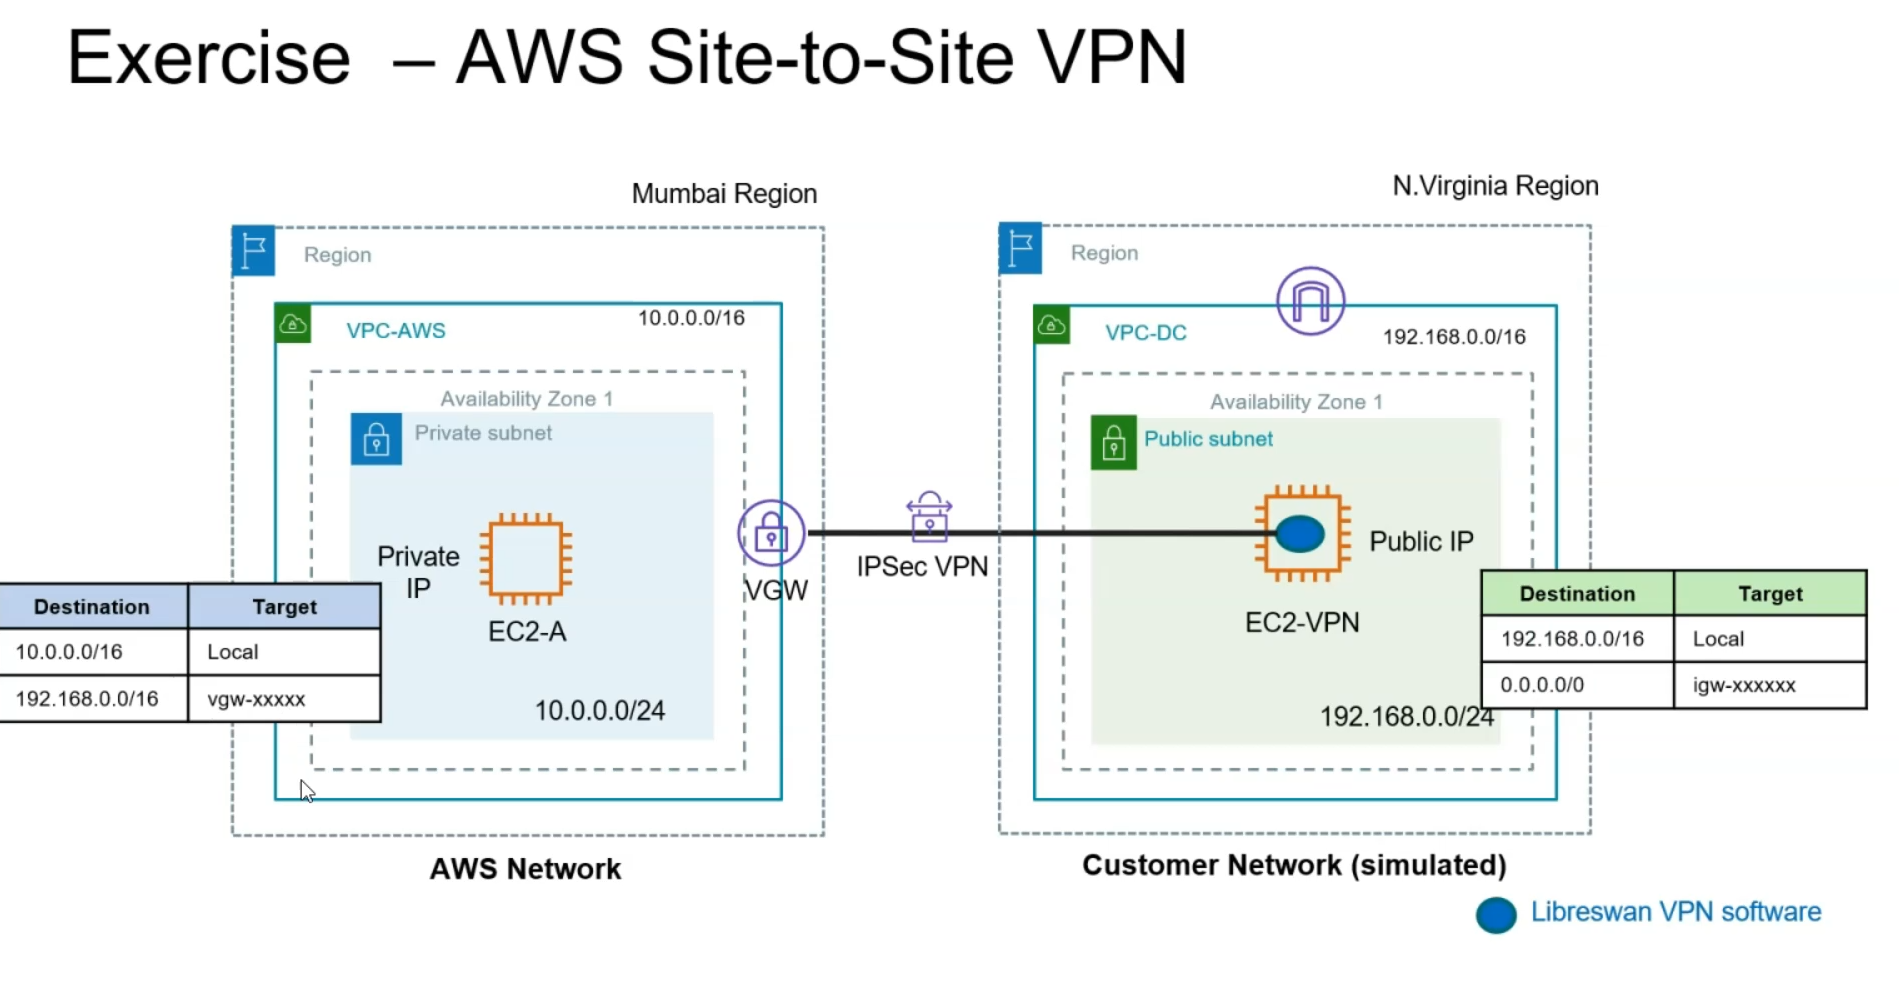 Exercise – AWS Site-to-Site VPN
Mumbai Region
N.Virginia Region
Region
Region
VPC-AWS
10.0.0.0/16
VPC-DC
192.168.0.0/16
Availability Zone 1
Availability Zone 1
Private subnet
Public subnet
Private
IP
EC2-A
VGW
IPSec VPN
Public IP
EC2-VPN
Destination Target
10.0.0.0/16 Local
192.168.0.0/16 vgw-xxxxx
10.0.0.0/24
Destination Target
192.168.0.0/16 Local
0.0.0.0/0 igw-xxxxxx
192.168.0.0/24
AWS Network
Customer Network (simulated)
Libreswan VPN software